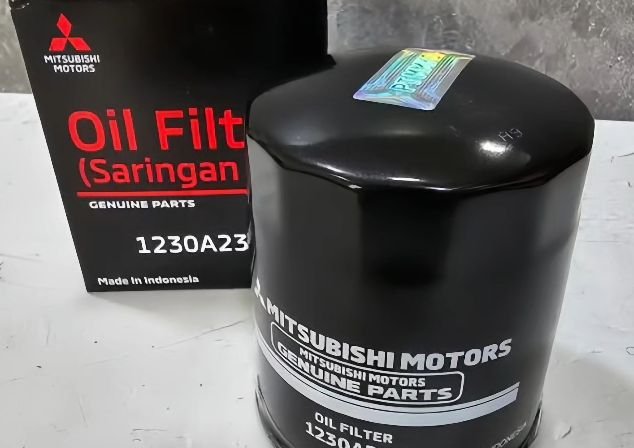 MITSUBISHI
MOTORS
Oil Filt
(Saringan
GENUINE PARTS
1230A23
Made in Indonesia
MITSUBISHI MOTORS
MITSUBISHI MOTORS
GENUINE PARTS
OIL FILTER